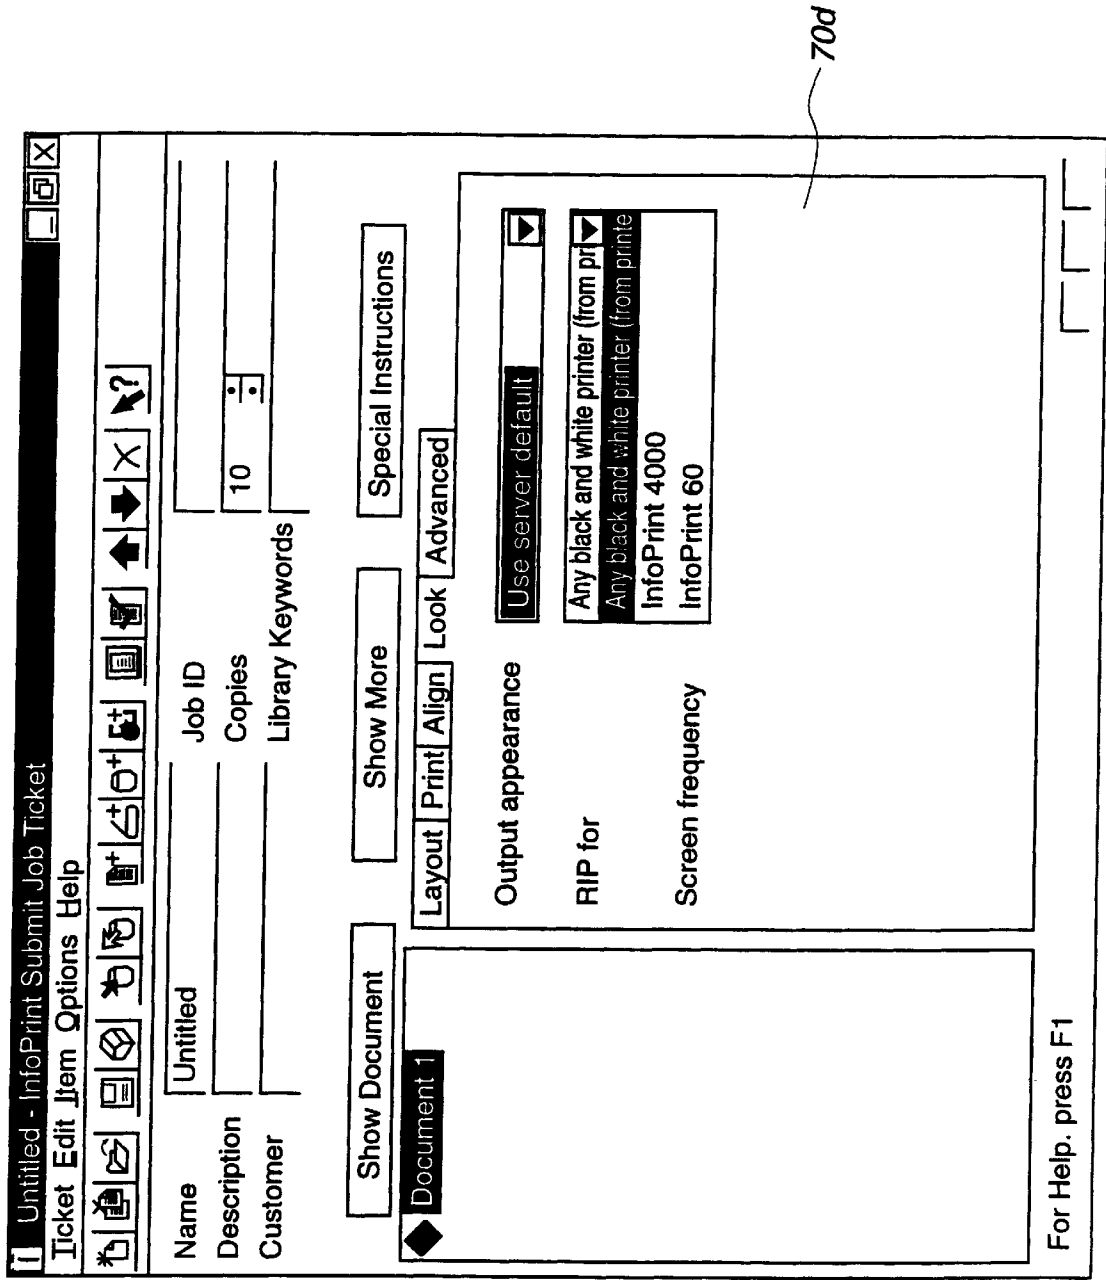 Untitled - InfoPrint Submit Job Ticket
Ticket Edit Item Options Help
Name Untitled Job ID
Description Copies 10
Customer Library Keywords
Show Document Show More Special Instructions
Document 1
Layout Print Align Look Advanced
Output appearance Use server default
RIP for Any black and white printer (from pri
Any black and white printer (from printe
InfoPrint 4000
Screen frequency InfoPrint 60
For Help. press F1
70d